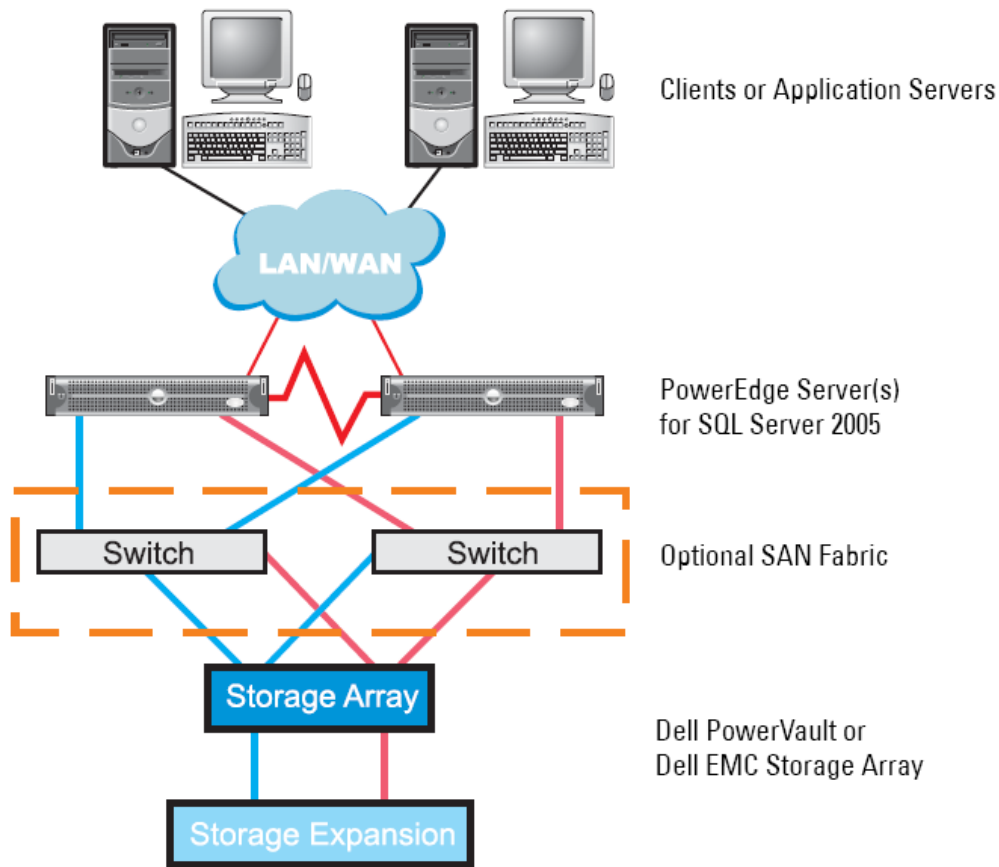 Clients or Application Servers
LAN/WAN
PowerEdge Server(s)
for SQL Server 2005
Switch
Switch
Optional SAN Fabric
Storage Array
Dell PowerVault or
Dell EMC Storage Array
Storage Expansion